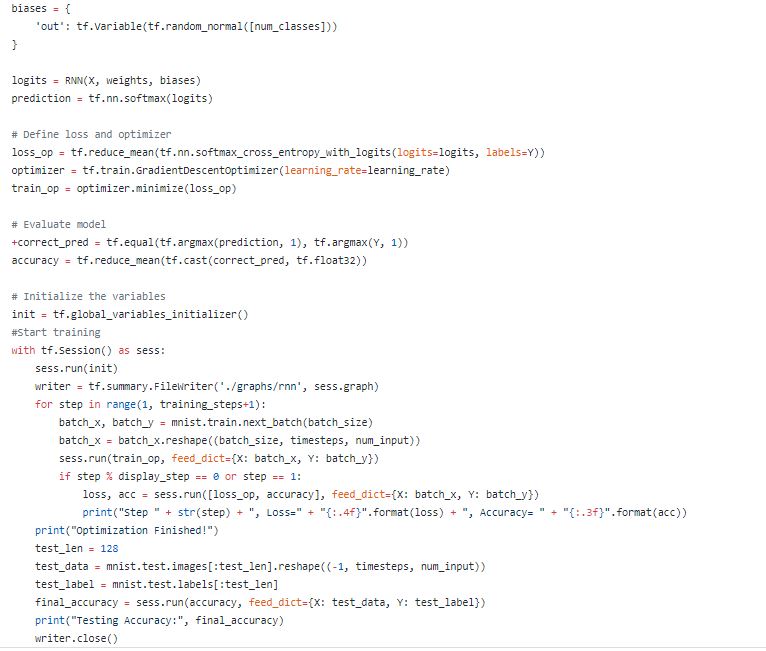 biases = {
    'out': tf.Variable(tf.random_normal([num_classes]))
}
logits = RNN(X, weights, biases)
prediction = tf.nn.softmax(logits)
# Define loss and optimizer
loss_op = tf.reduce_mean(tf.nn.softmax_cross_entropy_with_logits(logits=logits, labels=Y))
optimizer = tf.train.GradientDescentOptimizer(learning_rate=learning_rate)
train_op = optimizer.minimize(loss_op)
# Evaluate model
+correct_pred = tf.equal(tf.argmax(prediction, 1), tf.argmax(Y, 1))
accuracy = tf.reduce_mean(tf.cast(correct_pred, tf.float32))
# Initialize the variables
init = tf.global_variables_initializer()
#Start training
with tf.Session() as sess:
    sess.run(init)
    writer = tf.summary.FileWriter('./graphs/rnn', sess.graph)
    for step in range(1, training_steps+1):
        batch_x, batch_y = mnist.train.next_batch(batch_size)
        batch_x = batch_x.reshape((batch_size, timesteps, num_input))
        sess.run(train_op, feed_dict={X: batch_x, Y: batch_y})
        if step % display_step == 0 or step == 1:
            loss, acc = sess.run([loss_op, accuracy], feed_dict={X: batch_x, Y: batch_y})
            print("Step " + str(step) + ", Loss=" + "{:.4f}".format(loss) + ", Accuracy= " + "{:.3f}".format(acc))
    print("Optimization Finished!")
    test_len = 128
    test_data = mnist.test.images[:test_len].reshape((-1, timesteps, num_input))
    test_label = mnist.test.labels[:test_len]
    final_accuracy = sess.run(accuracy, feed_dict={X: test_data, Y: test_label})
    print("Testing Accuracy:", final_accuracy)
    writer.close()